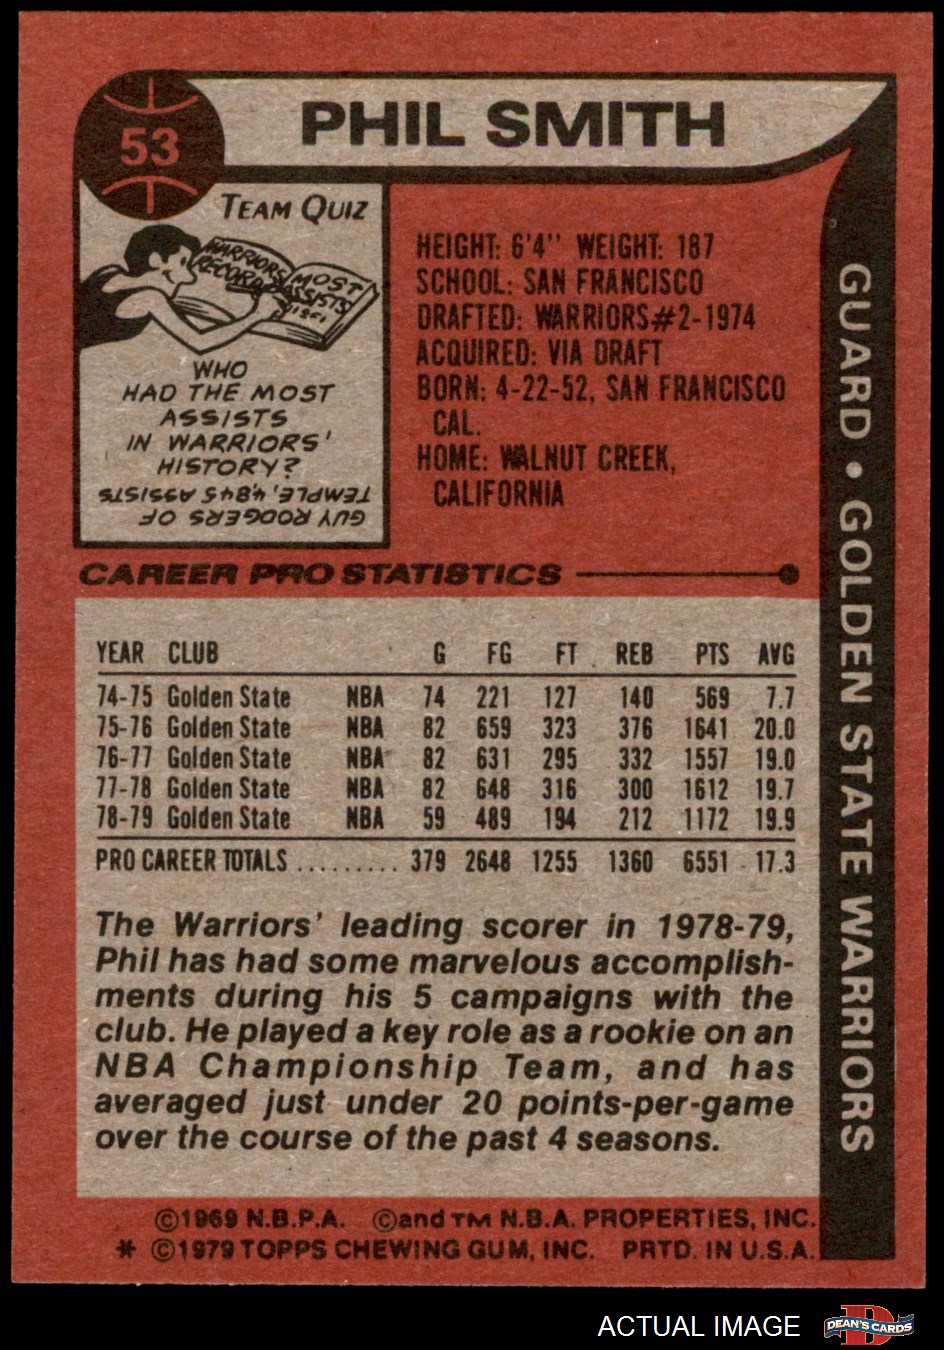 53
PHIL SMITH
TEAM QUIZ
WARRIORS
RECORD
MOST
ASSISTS
WHO
HAD THE MOST
ASSISTS
IN WARRIORS'
HISTORY?
GUY RODGERS OF
TEMPLE, 4,845 ASSISTS
HEIGHT: 6'4" WEIGHT: 187
SCHOOL: SAN FRANCISCO
DRAFTED: WARRIORS#2-1974
ACQUIRED: VIA DRAFT
BORN: 4-22-52, SAN FRANCISCO
CAL.
HOME: WALNUT CREEK,
CALIFORNIA
GUARD • GOLDEN STATE WARRIORS
CAREER PRO STATISTICS
YEAR CLUB G FG FT REB PTS AVG
74-75 Golden State NBA 74 221 127 140 569 7.7
75-76 Golden State NBA 82 659 323 376 1641 20.0
76-77 Golden State NBA 82 631 295 332 1557 19.0
77-78 Golden State NBA 82 648 316 300 1612 19.7
78-79 Golden State NBA 59 489 194 212 1172 19.9
PRO CAREER TOTALS ......... 379 2648 1255 1360 6551 17.3
The Warriors' leading scorer in 1978-79,
Phil has had some marvelous accomplish-
ments during his 5 campaigns with the
club. He played a key role as a rookie on an
NBA Championship Team, and has
averaged just under 20 points-per-game
over the course of the past 4 seasons.
©1969 N.B.P.A. ©and TM N.B.A. PROPERTIES, INC.
* ©1979 TOPPS CHEWING GUM, INC. PRTD. IN U.S.A.
ACTUAL IMAGE
D
DEAN'S CARDS